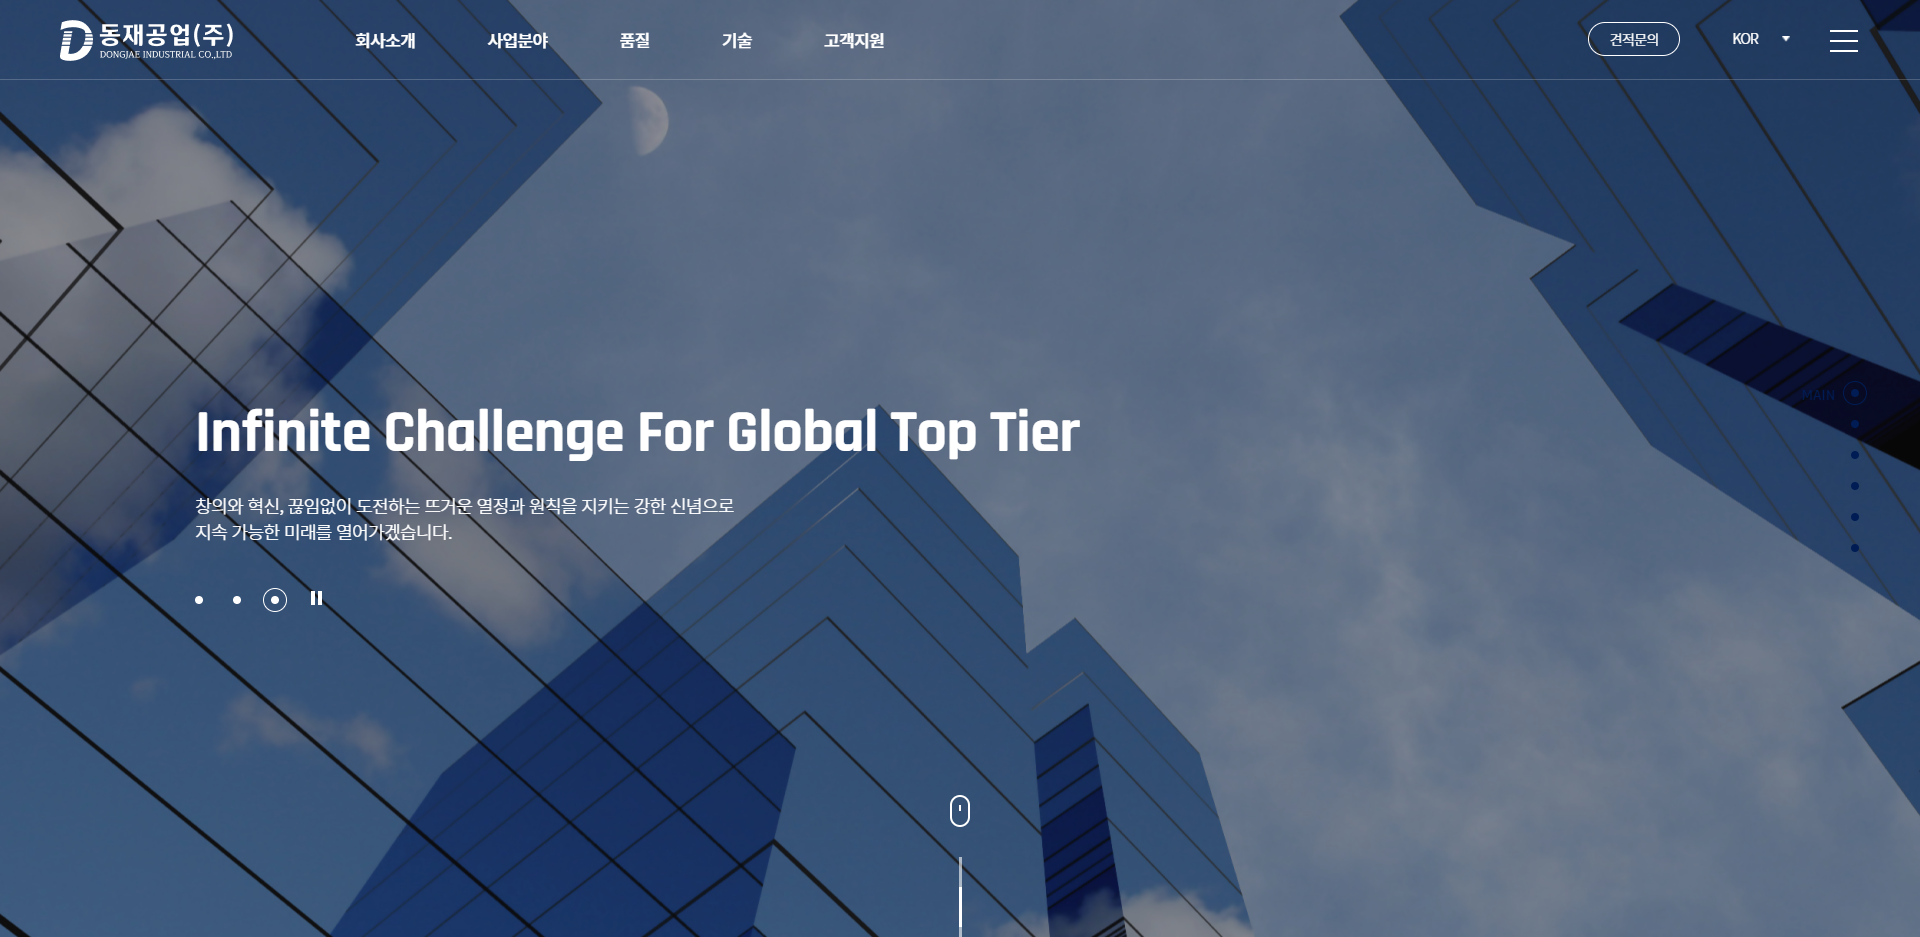 동재공업(주)
DONGJAE INDUSTRIAL CO.,LTD
회사소개
사업분야
품질
기술
고객지원
견적문의
KOR
MAIN
Infinite Challenge For Global Top Tier
창의와 혁신, 끊임없이 도전하는 뜨거운 열정과 원칙을 지키는 강한 신념으로
지속 가능한 미래를 열어가겠습니다.